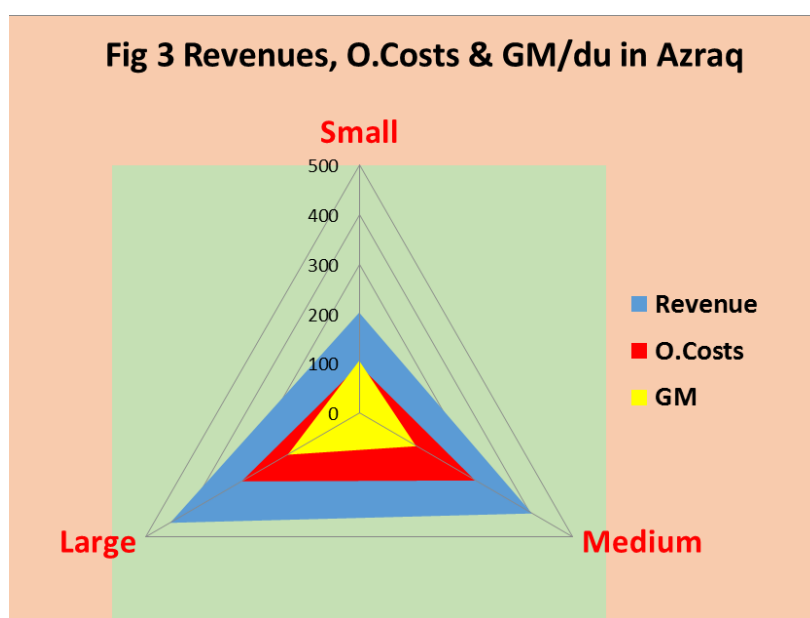 Fig 3 Revenues, O.Costs & GM/du in Azraq
Small
500
400
300
200
100
0
Revenue
O.Costs
GM
Large
Medium